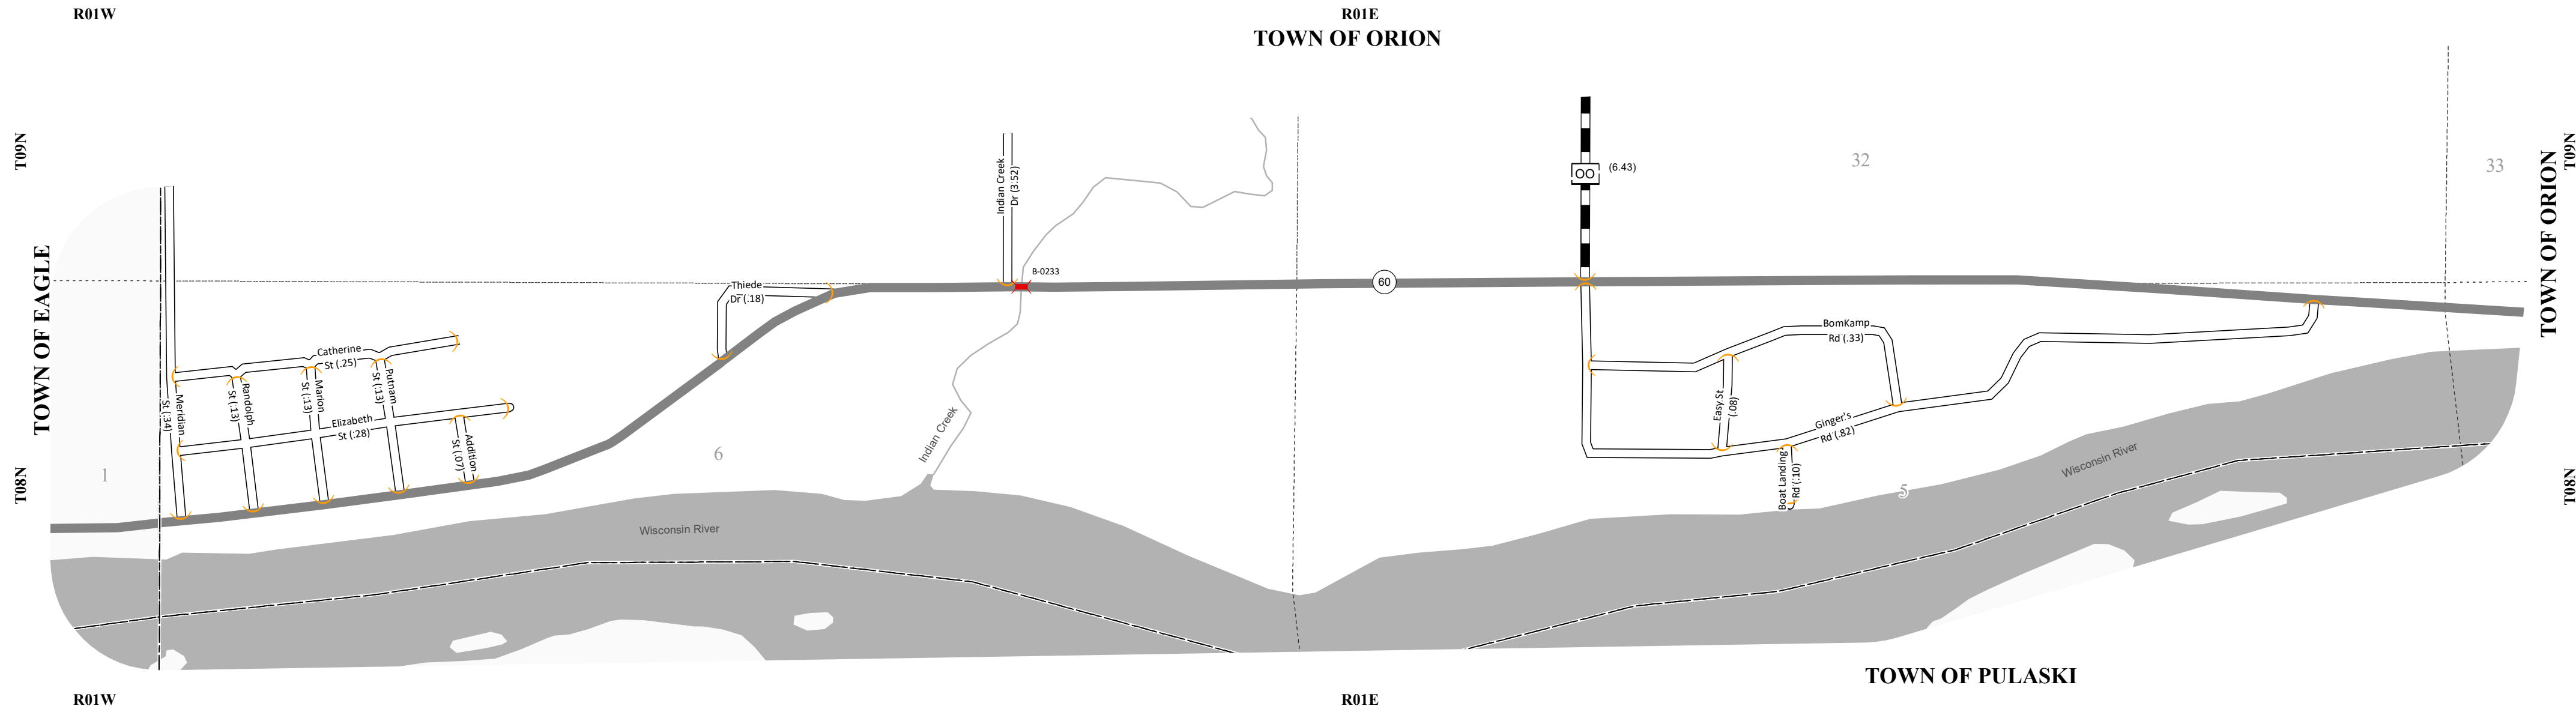 R01W
R01E
TOWN OF ORION
T09N
T09N
TOWN OF EAGLE
TOWN OF ORION
T08N
T08N
32
33
1
6
5
OO
(6.43)
60
B-0233
Indian Creek
Dr (3.52)
Indian Creek
Thiede
Dr (.18)
Catherine
St (.25)
Meridian
St (.34)
Randolph
St (.13)
Marion
St (.13)
Putnam
St (.13)
Elizabeth
St (.28)
Addition
St (.07)
BomKamp
Rd (.33)
Easy St
(.08)
Ginger's
Rd (.82)
Boat Landing
Rd (.10)
Wisconsin River
Wisconsin River
TOWN OF PULASKI
R01W
R01E